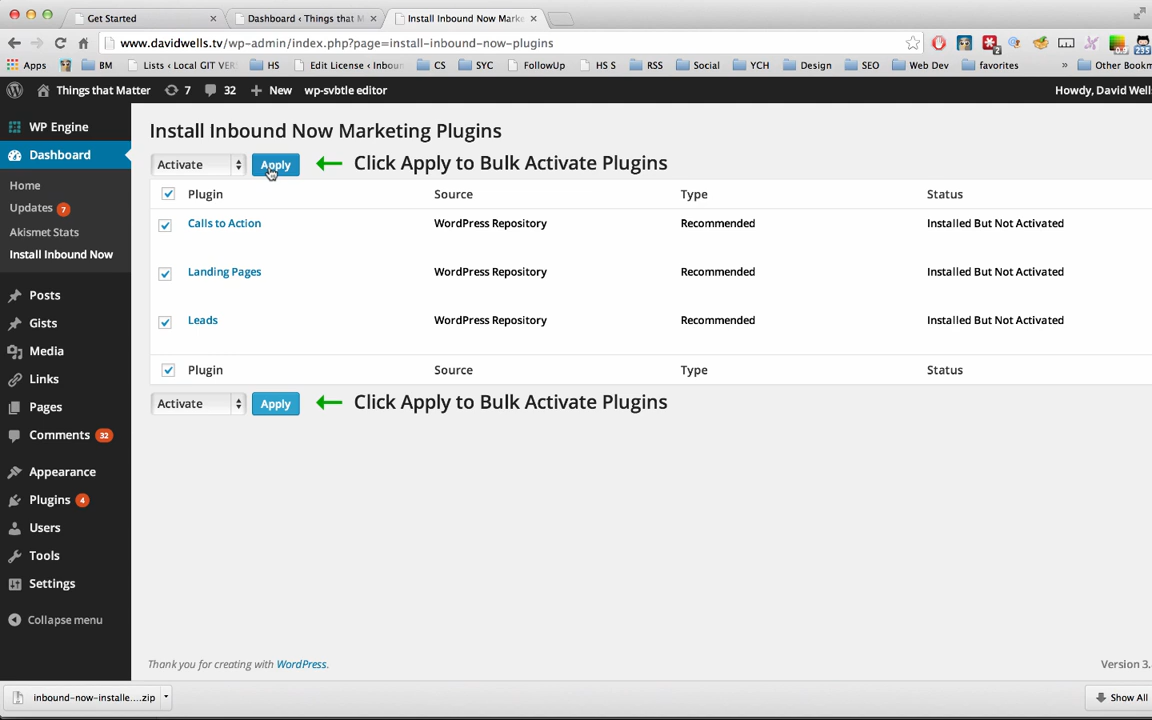 Get Started
Dashboard ‹ Things that M
Install Inbound Now Marke
www.davidwells.tv/wp-admin/index.php?page=install-inbound-now-plugins
Apps
BM
Lists ‹ Local GIT VER
HS
Edit License ‹ Inboun
CS
SYC
FollowUp
HS S
RSS
Social
YCH
Design
SEO
Web Dev
favorites
»
Other Bookm
Things that Matter
7
32
+ New
wp-svbtle editor
Howdy, David Wells
WP Engine
Dashboard
Home
Updates 7
Akismet Stats
Install Inbound Now
Posts
Gists
Media
Links
Pages
Comments 32
Appearance
Plugins 4
Users
Tools
Settings
Collapse menu
Install Inbound Now Marketing Plugins
Activate
Apply
Click Apply to Bulk Activate Plugins
Plugin Source Type Status
Calls to Action WordPress Repository Recommended Installed But Not Activated
Landing Pages WordPress Repository Recommended Installed But Not Activated
Leads WordPress Repository Recommended Installed But Not Activated
Plugin Source Type Status
Activate
Apply
Click Apply to Bulk Activate Plugins
Thank you for creating with WordPress.
Version 3.
inbound-now-installe....zip
Show All